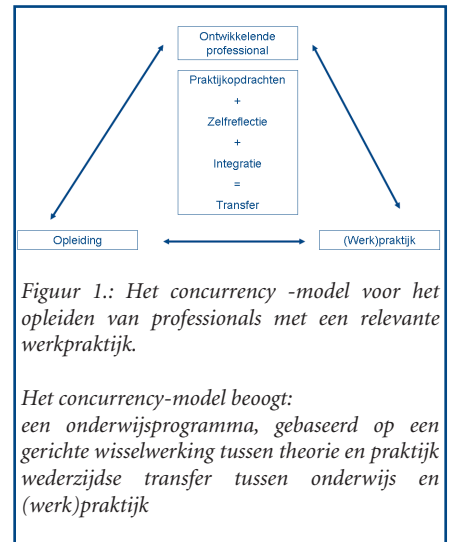 Ontwikkelende
professional
Praktijkopdrachten
+
Zelfreflectie
+
Integratie
=
Transfer
Opleiding
(Werk)praktijk
Figuur 1.: Het concurrency -model voor het
opleiden van professionals met een relevante
werkpraktijk.
Het concurrency-model beoogt:
een onderwijsprogramma, gebaseerd op een
gerichte wisselwerking tussen theorie en praktijk
wederzijdse transfer tussen onderwijs en
(werk)praktijk